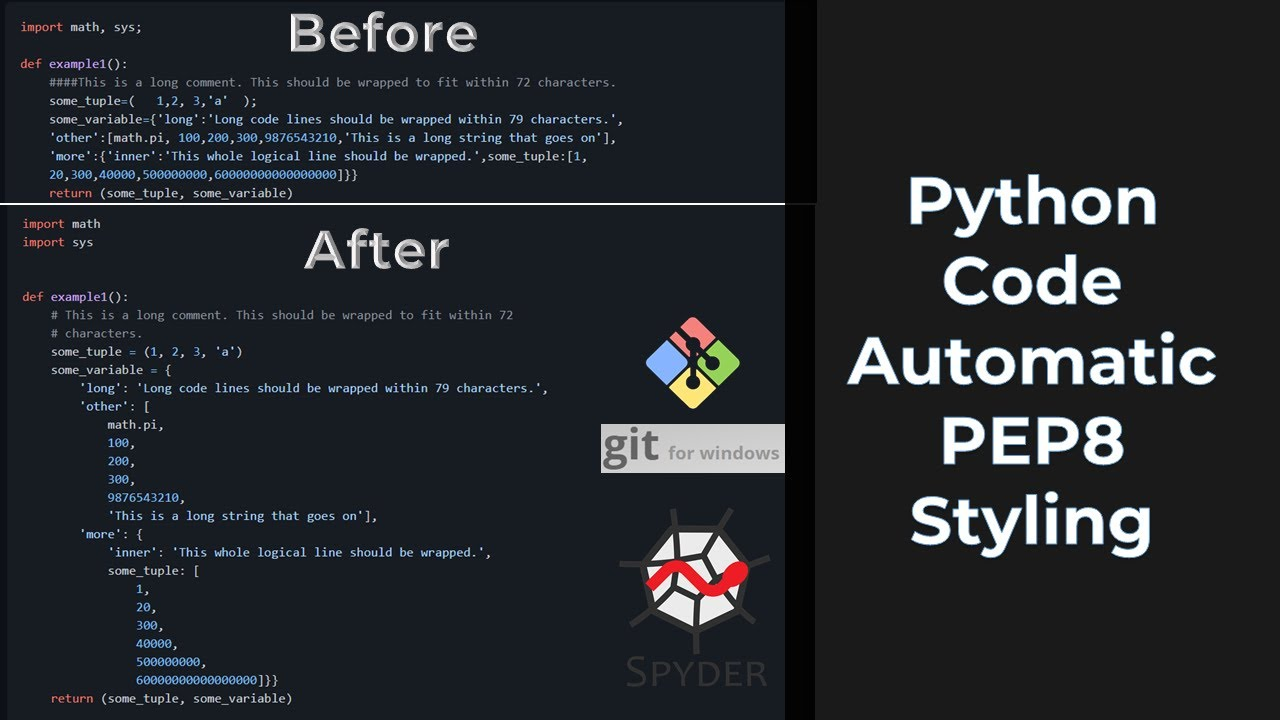 Before
import math, sys;
def example1():
    ####This is a long comment. This should be wrapped to fit within 72 characters.
    some_tuple=(   1,2, 3,'a'  );
    some_variable={'long':'Long code lines should be wrapped within 79 characters.',
    'other':[math.pi, 100,200,300,9876543210,'This is a long string that goes on'],
    'more':{'inner':'This whole logical line should be wrapped.',some_tuple:[1,
    20,300,40000,500000000,60000000000000000]}}
    return (some_tuple, some_variable)
After
import math
import sys
def example1():
    # This is a long comment. This should be wrapped to fit within 72
    # characters.
    some_tuple = (1, 2, 3, 'a')
    some_variable = {
        'long': 'Long code lines should be wrapped within 79 characters.',
        'other': [
            math.pi,
            100,
            200,
            300,
            9876543210,
            'This is a long string that goes on'],
        'more': {
            'inner': 'This whole logical line should be wrapped.',
            some_tuple: [
                1,
                20,
                300,
                40000,
                500000000,
                60000000000000000]}}
    return (some_tuple, some_variable)
git for windows
SPYDER
Python
Code
Automatic
PEP8
Styling